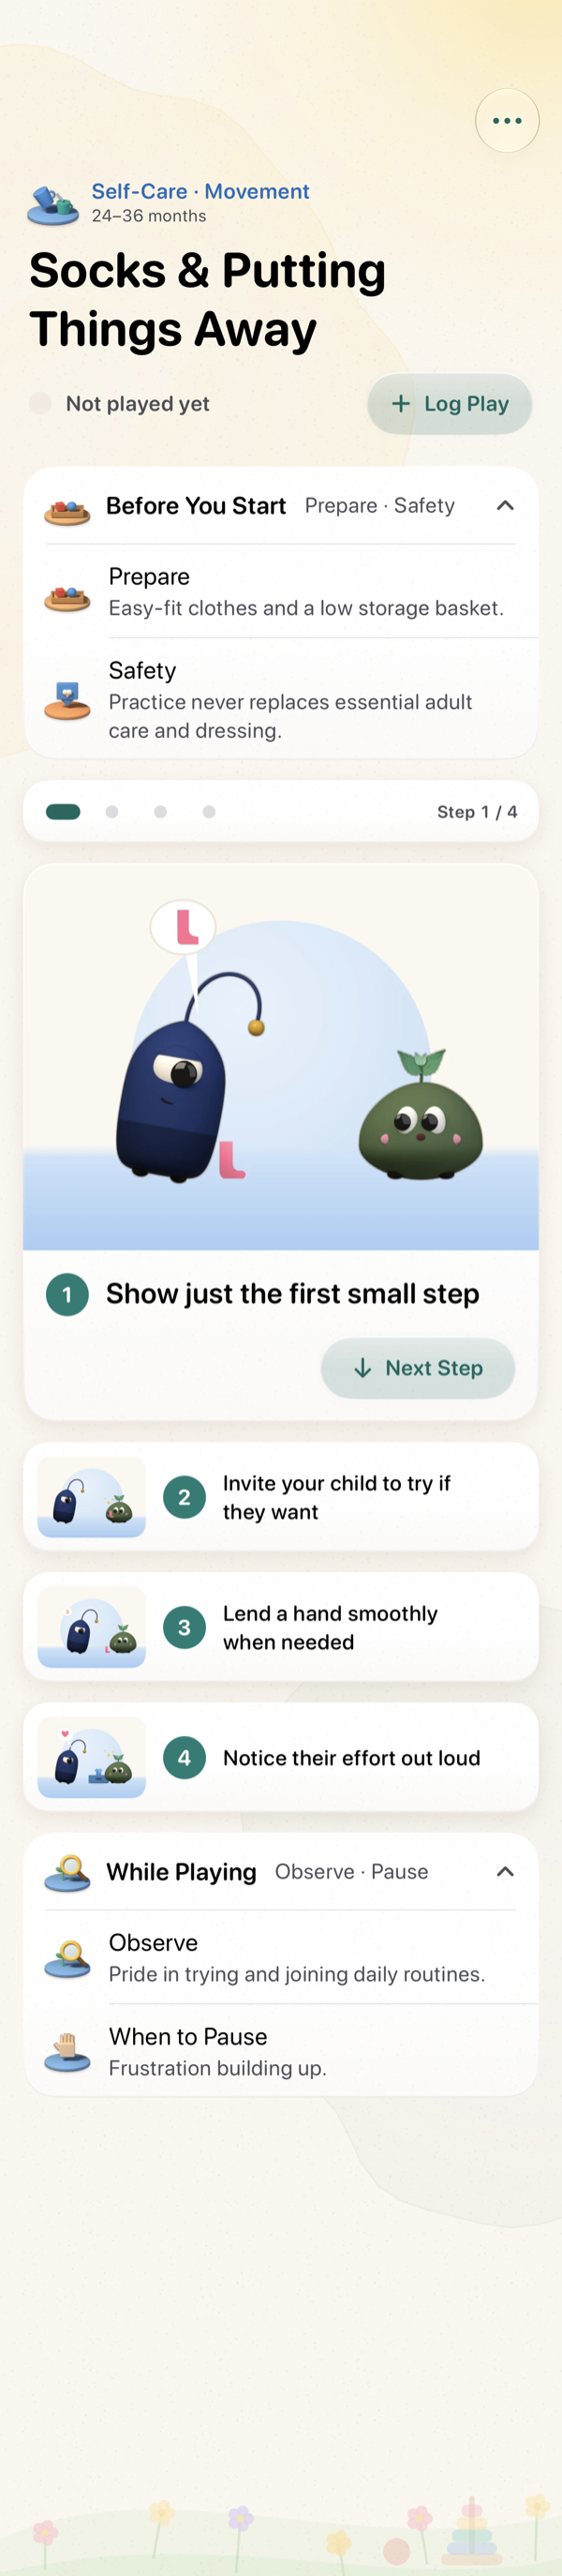 Self-Care · Movement
24–36 months
Socks & Putting
Things Away
Not played yet
+ Log Play
Before You Start Prepare · Safety
Prepare
Easy-fit clothes and a low storage basket.
Safety
Practice never replaces essential adult
care and dressing.
Step 1 / 4
1 Show just the first small step
Next Step
2 Invite your child to try if
they want
3 Lend a hand smoothly
when needed
4 Notice their effort out loud
While Playing Observe · Pause
Observe
Pride in trying and joining daily routines.
When to Pause
Frustration building up.